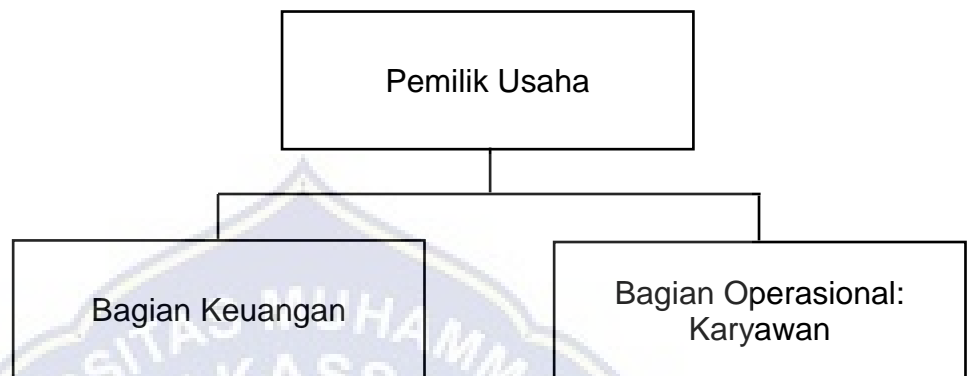 Pemilik Usaha
Bagian Keuangan
Bagian Operasional:
Karyawan